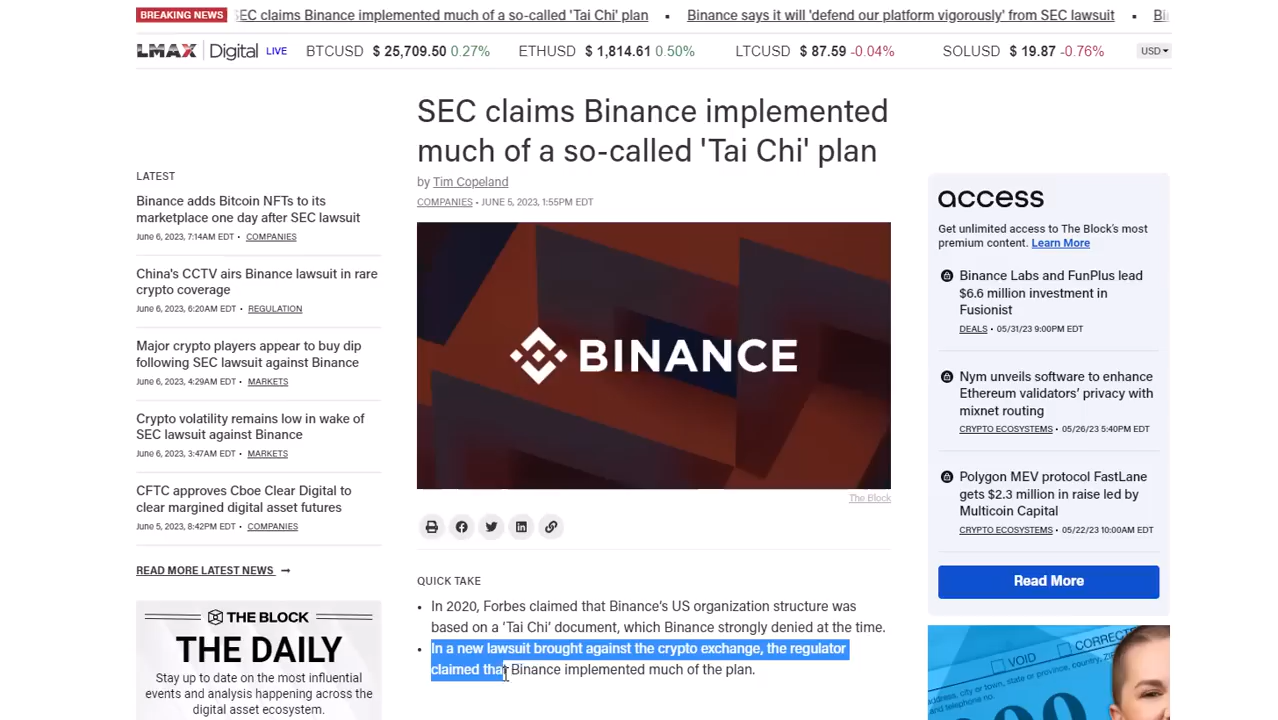 BREAKING NEWS
SEC claims Binance implemented much of a so-called 'Tai Chi' plan ▪ Binance says it will 'defend our platform vigorously' from SEC lawsuit ▪ Bi
LMAX Digital LIVE BTCUSD $ 25,709.50 0.27% ETHUSD $ 1,814.61 0.50% LTCUSD $ 87.59 -0.04% SOLUSD $ 19.87 -0.76% USD
SEC claims Binance implemented
much of a so-called 'Tai Chi' plan
by Tim Copeland
COMPANIES • JUNE 5, 2023, 1:55PM EDT
LATEST
Binance adds Bitcoin NFTs to its
marketplace one day after SEC lawsuit
June 6, 2023, 7:14AM EDT • COMPANIES
China's CCTV airs Binance lawsuit in rare
crypto coverage
June 6, 2023, 6:20AM EDT • REGULATION
Major crypto players appear to buy dip
following SEC lawsuit against Binance
June 6, 2023, 4:29AM EDT • MARKETS
Crypto volatility remains low in wake of
SEC lawsuit against Binance
June 6, 2023, 3:47AM EDT • MARKETS
CFTC approves Cboe Clear Digital to
clear margined digital asset futures
June 5, 2023, 8:42PM EDT • COMPANIES
READ MORE LATEST NEWS →
THE BLOCK
THE DAILY
Stay up to date on the most influential
events and analysis happening across the
digital asset ecosystem.
BINANCE
The Block
QUICK TAKE
• In 2020, Forbes claimed that Binance's US organization structure was
based on a 'Tai Chi' document, which Binance strongly denied at the time.
• In a new lawsuit brought against the crypto exchange, the regulator
claimed that Binance implemented much of the plan.
access
Get unlimited access to The Block's most
premium content. Learn More
Binance Labs and FunPlus lead
$6.6 million investment in
Fusionist
DEALS • 05/31/23 9:00PM EDT
Nym unveils software to enhance
Ethereum validators' privacy with
mixnet routing
CRYPTO ECOSYSTEMS • 05/26/23 5:40PM EDT
Polygon MEV protocol FastLane
gets $2.3 million in raise led by
Multicoin Capital
CRYPTO ECOSYSTEMS • 05/22/23 10:00AM EDT
Read More
VOID
address, city or town, state or province, country, ZIP